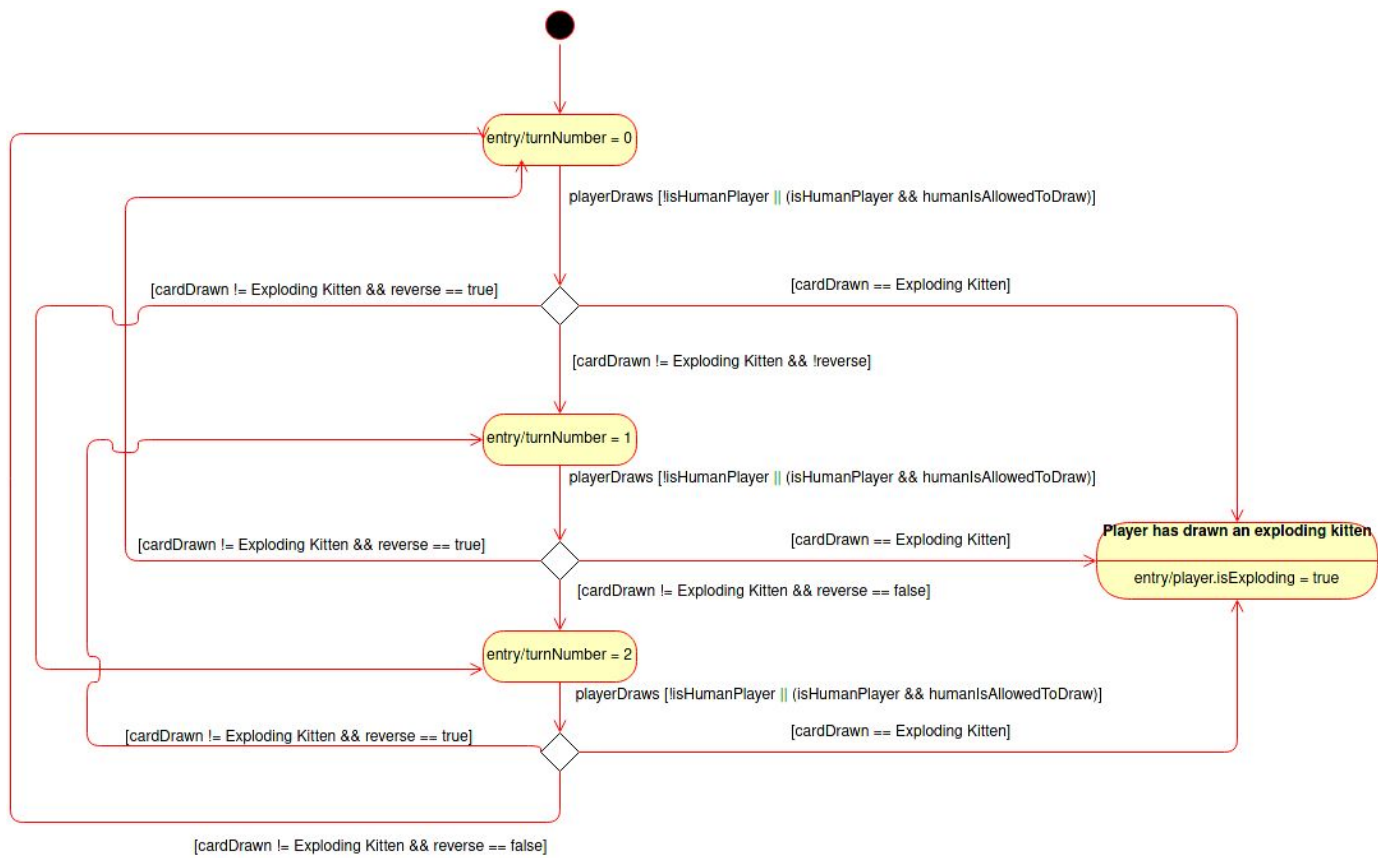 entry/turnNumber = 0
playerDraws [!isHumanPlayer || (isHumanPlayer && humanIsAllowedToDraw)]
[cardDrawn != Exploding Kitten && reverse == true]
[cardDrawn == Exploding Kitten]
[cardDrawn != Exploding Kitten && !reverse]
entry/turnNumber = 1
playerDraws [!isHumanPlayer || (isHumanPlayer && humanIsAllowedToDraw)]
[cardDrawn != Exploding Kitten && reverse == true]
[cardDrawn == Exploding Kitten]
Player has drawn an exploding kitten
entry/player.isExploding = true
[cardDrawn != Exploding Kitten && reverse == false]
entry/turnNumber = 2
playerDraws [!isHumanPlayer || (isHumanPlayer && humanIsAllowedToDraw)]
[cardDrawn != Exploding Kitten && reverse == true]
[cardDrawn == Exploding Kitten]
[cardDrawn != Exploding Kitten && reverse == false]